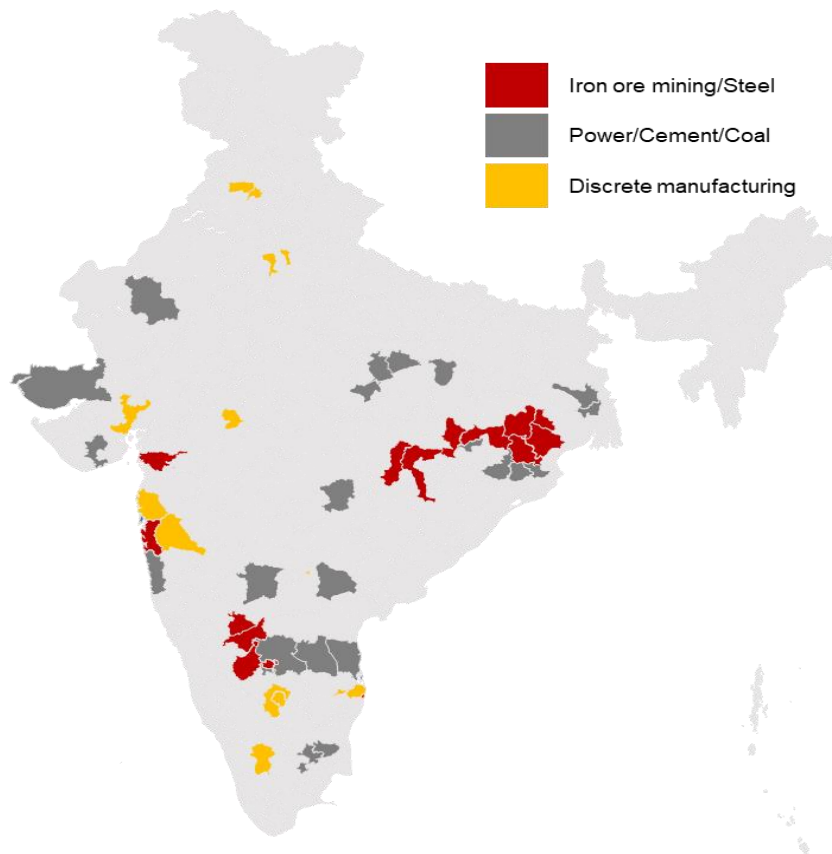 Iron ore mining/Steel
Power/Cement/Coal
Discrete manufacturing